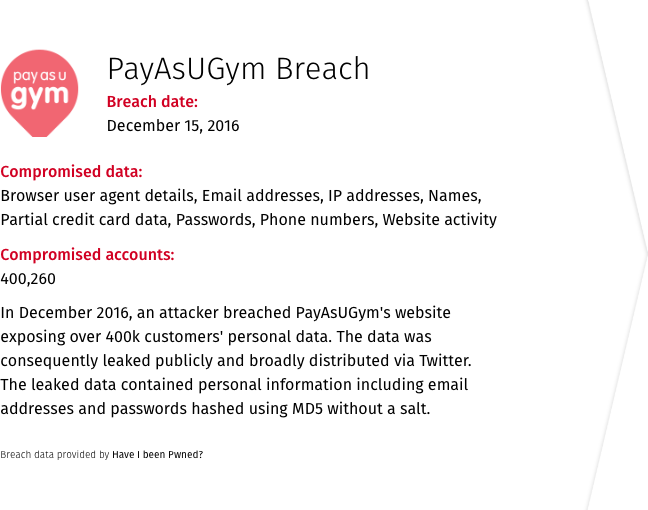 pay as u
gym
PayAsUGym Breach
Breach date:
December 15, 2016
Compromised data:
Browser user agent details, Email addresses, IP addresses, Names,
Partial credit card data, Passwords, Phone numbers, Website activity
Compromised accounts:
400,260
In December 2016, an attacker breached PayAsUGym's website
exposing over 400k customers' personal data. The data was
consequently leaked publicly and broadly distributed via Twitter.
The leaked data contained personal information including email
addresses and passwords hashed using MD5 without a salt.
Breach data provided by Have I been Pwned?